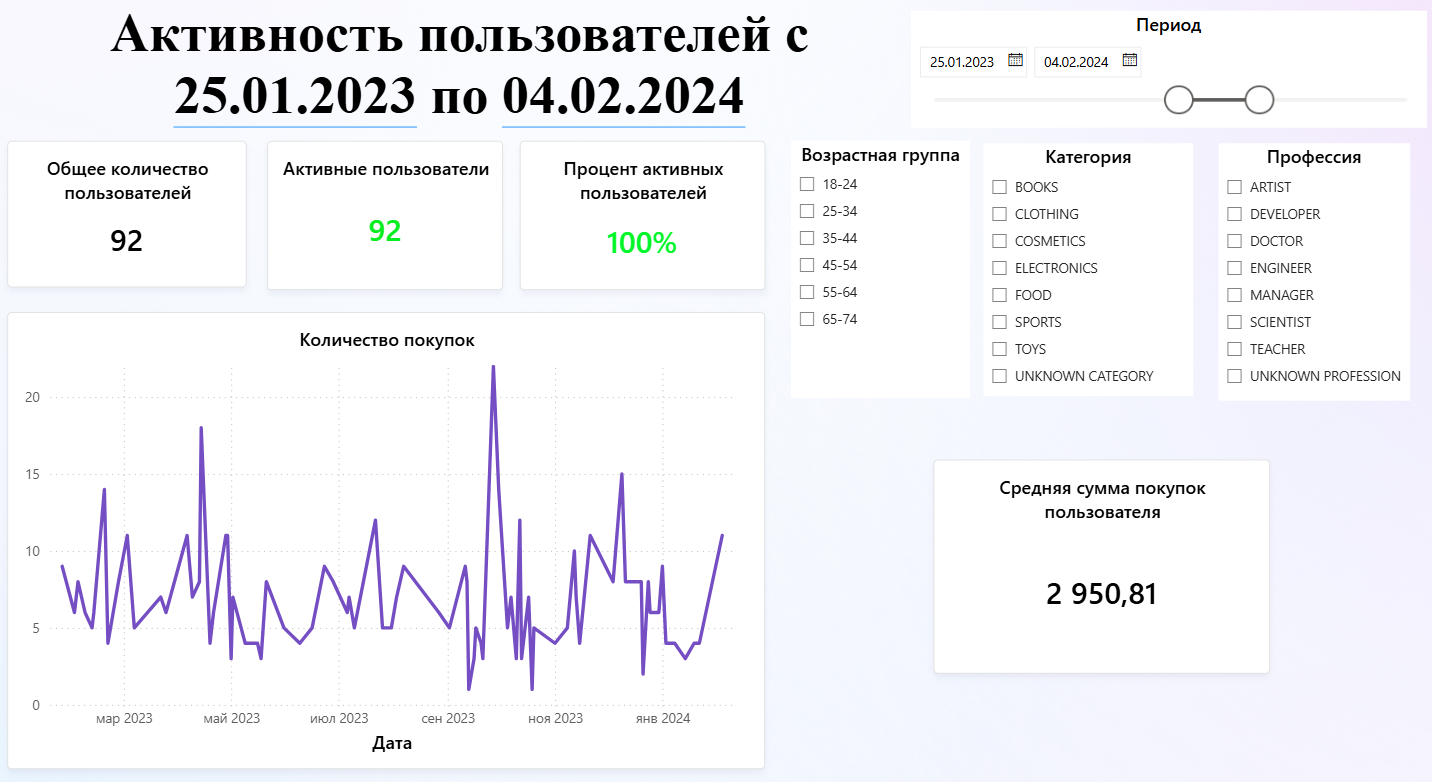 Активность пользователей с
25.01.2023 по 04.02.2024
Период
25.01.2023
04.02.2024
Общее количество
пользователей
92
Активные пользователи
92
Процент активных
пользователей
100%
Возрастная группа
18-24
25-34
35-44
45-54
55-64
65-74
Категория
BOOKS
CLOTHING
COSMETICS
ELECTRONICS
FOOD
SPORTS
TOYS
UNKNOWN CATEGORY
Профессия
ARTIST
DEVELOPER
DOCTOR
ENGINEER
MANAGER
SCIENTIST
TEACHER
UNKNOWN PROFESSION
Количество покупок
20
15
10
5
0
мар 2023
май 2023
июл 2023
сен 2023
ноя 2023
янв 2024
Дата
Средняя сумма покупок
пользователя
2 950,81